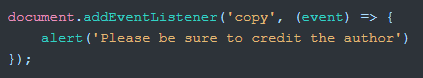 document.addEventListener('copy', (event) => {
    alert('Please be sure to credit the author')
});